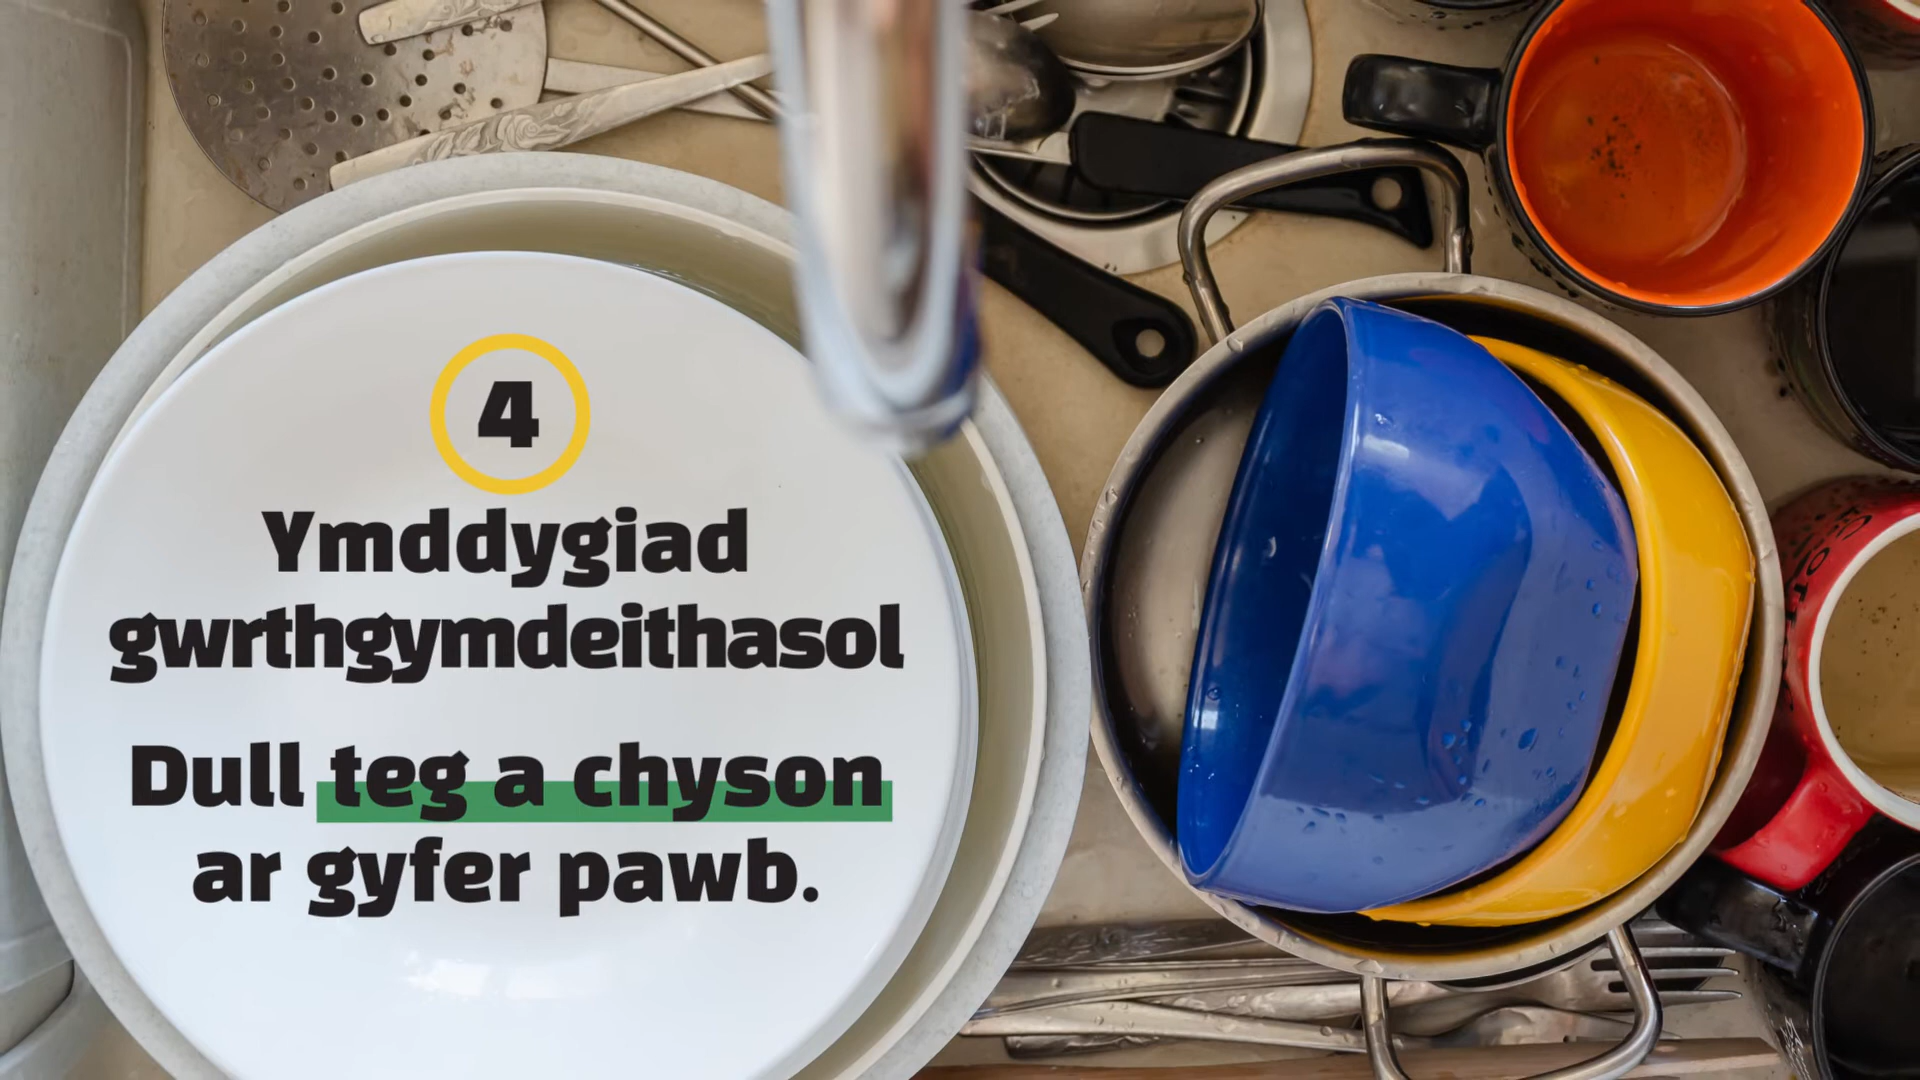 4
Ymddygiad
gwrthgymdeithasol
Dull teg a chyson
ar gyfer pawb.